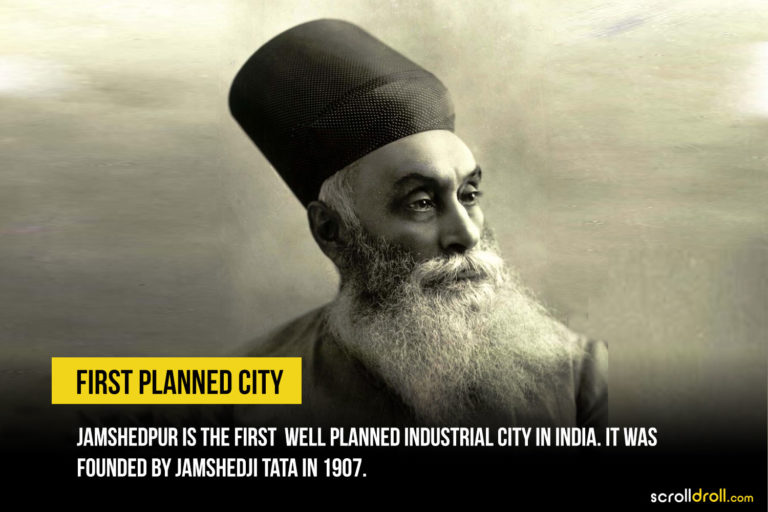 FIRST PLANNED CITY
JAMSHEDPUR IS THE FIRST WELL PLANNED INDUSTRIAL CITY IN INDIA. IT WAS
FOUNDED BY JAMSHEDJI TATA IN 1907.
scrolldroll.com